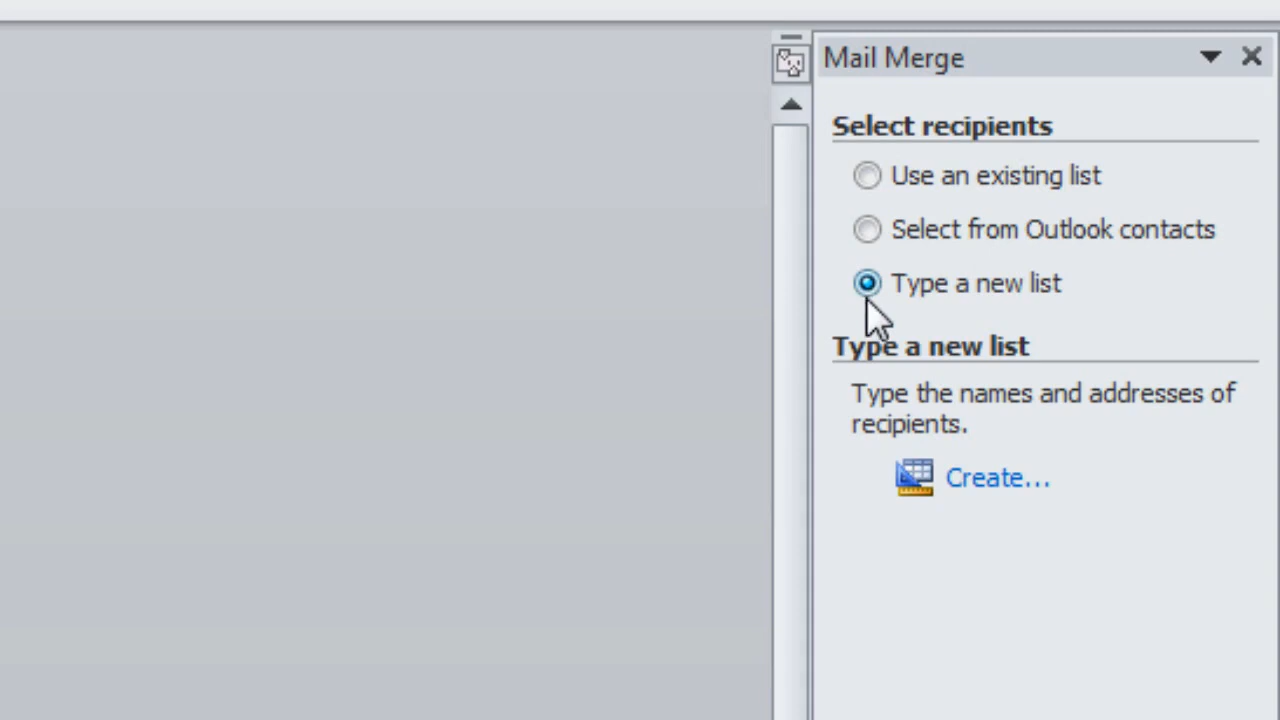 Mail Merge
Select recipients
Use an existing list
Select from Outlook contacts
Type a new list
Type a new list
Type the names and addresses of
recipients.
Create...